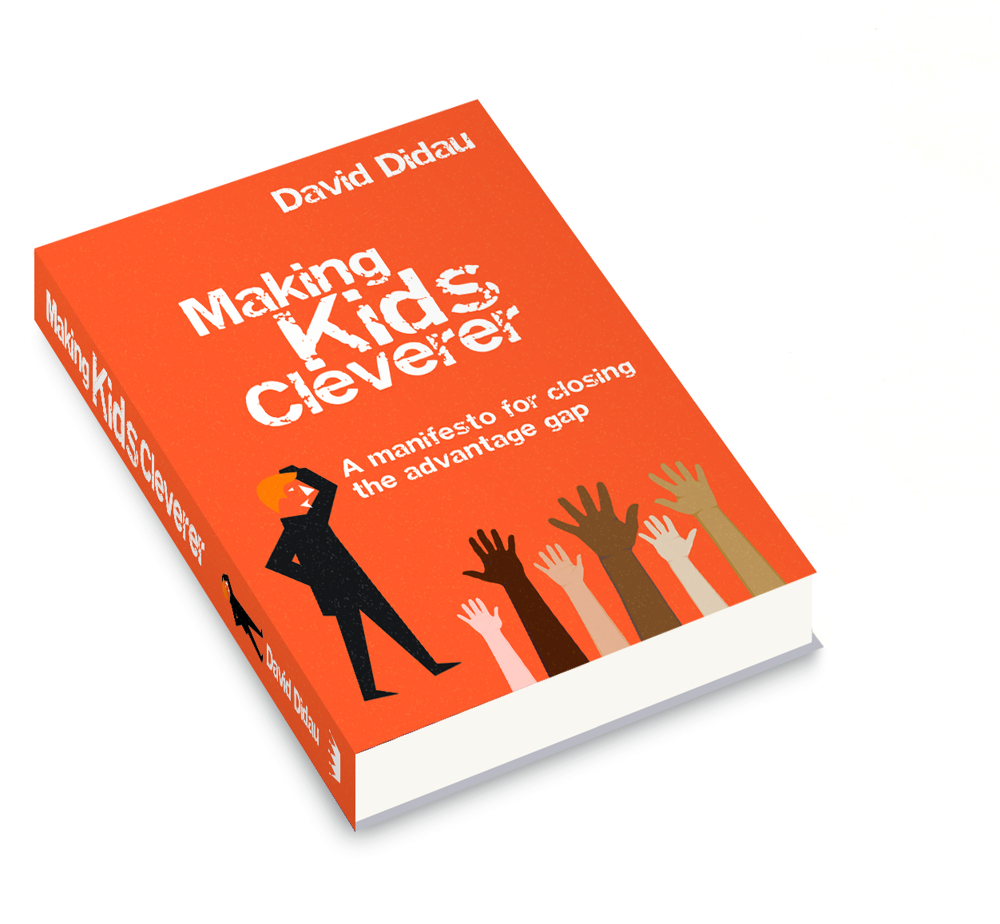 David Didau
Making
Kids
Cleverer
A manifesto for closing
the advantage gap
Making Kids Cleverer
David Didau